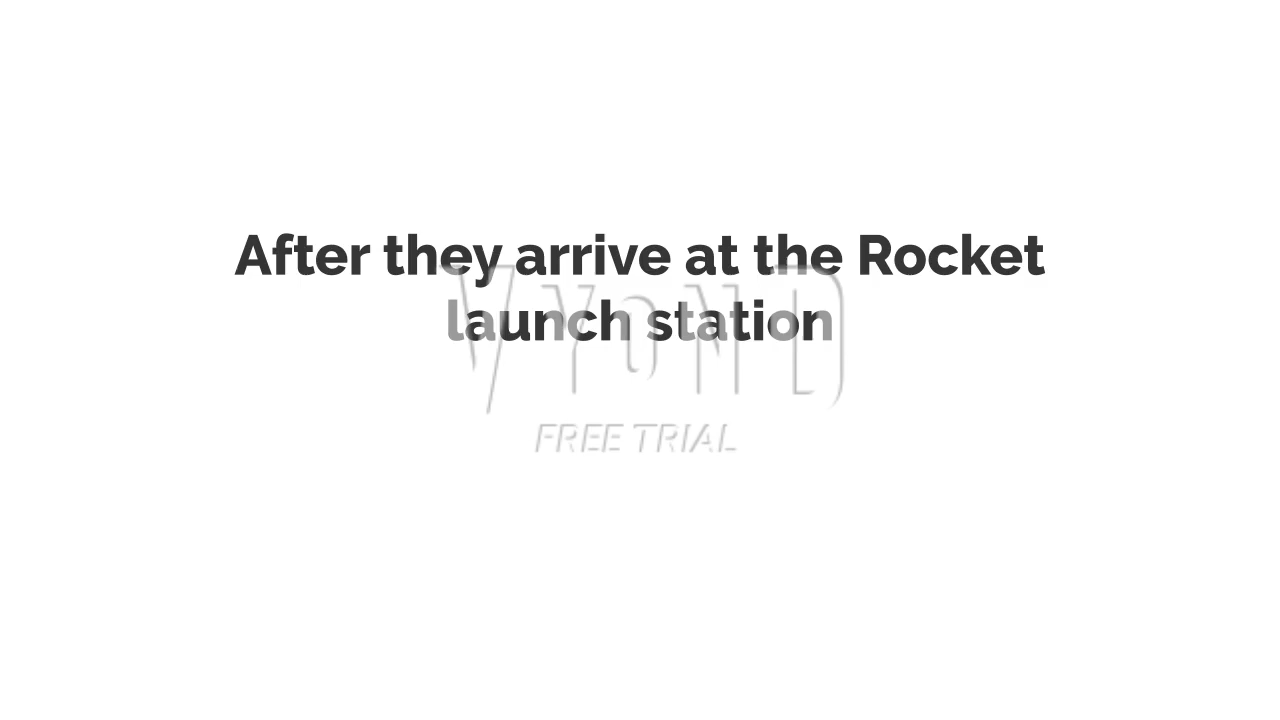 After they arrive at the Rocket
launch station
VYOND
FREE TRIAL